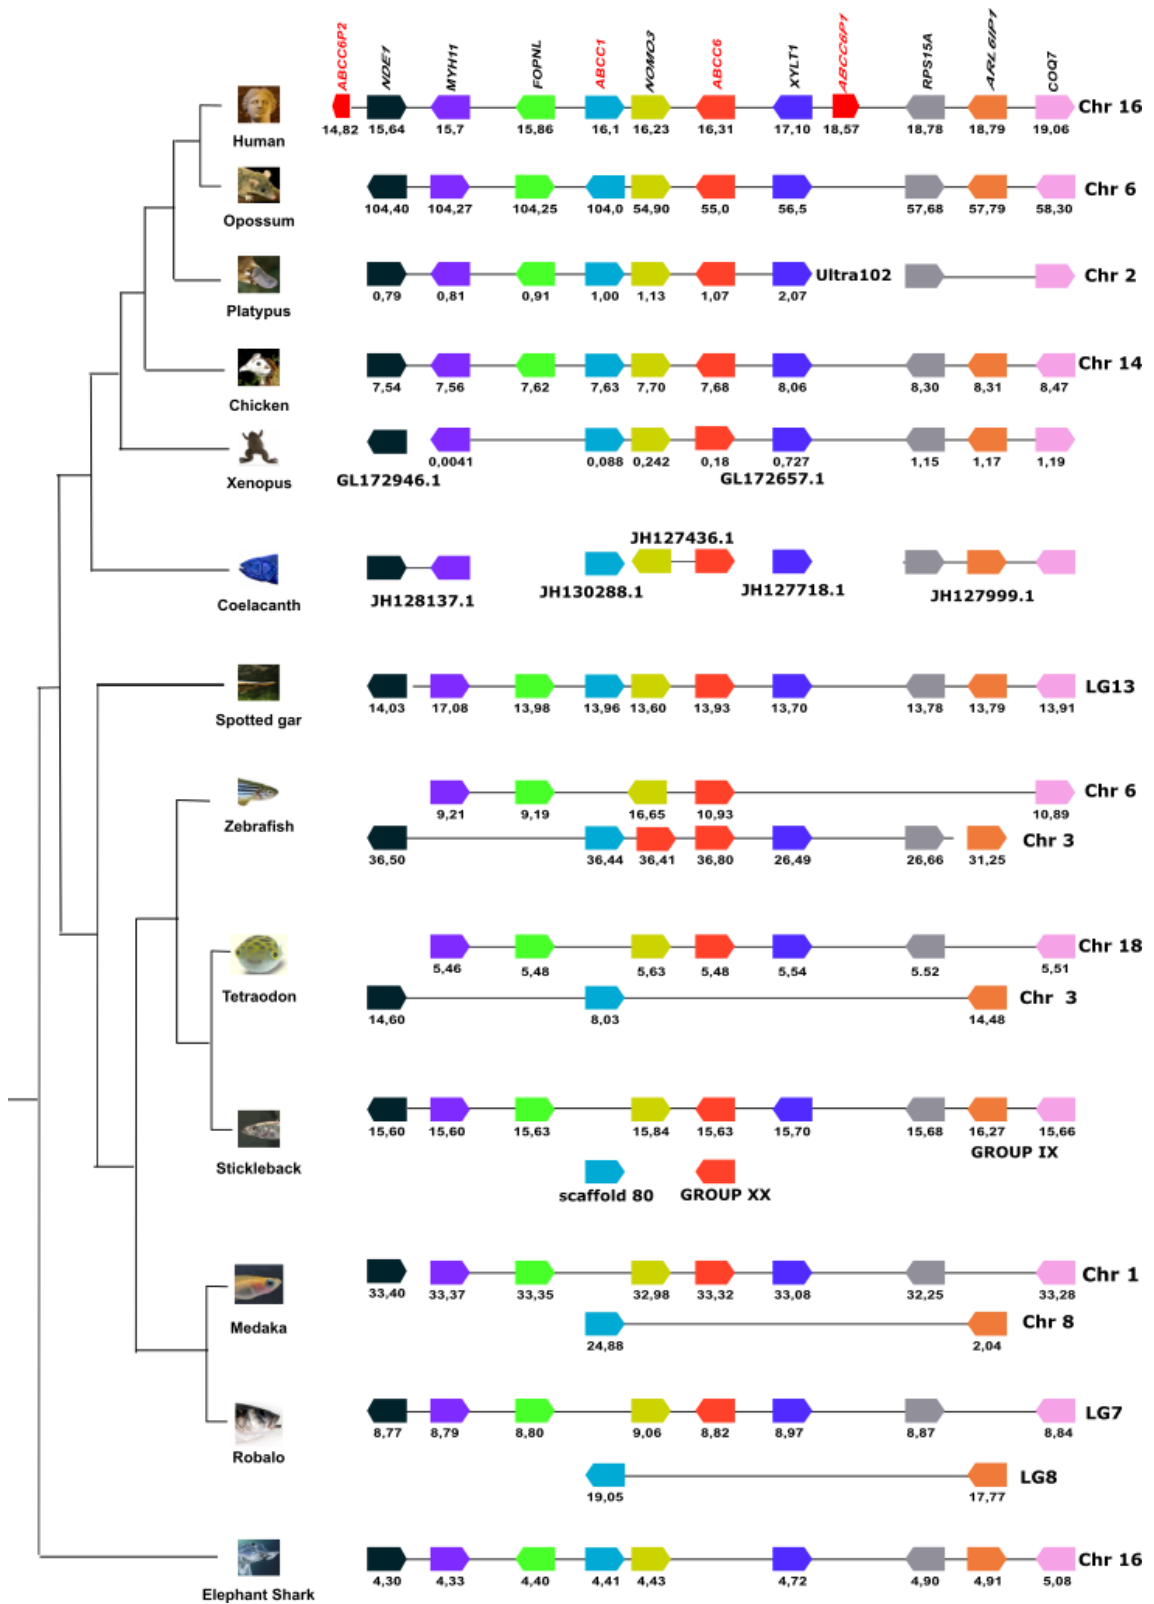 ABCC6P2 NDE1 MYH11 FOPNL ABCC1 NOMO3 ABCC6 XYLT1 ABCC6P1 RPS15A ARL6IP1 COQ7
Chr 16
14,82 15,64 15,7 15,86 16,1 16,23 16,31 17,10 18,57 18,78 18,79 19,06
Human
Chr 6
104,40 104,27 104,25 104,0 54,90 55,0 56,5 57,68 57,79 58,30
Opossum
Ultra102 Chr 2
0,79 0,81 0,91 1,00 1,13 1,07 2,07
Platypus
Chr 14
7,54 7,56 7,62 7,63 7,70 7,68 8,06 8,30 8,31 8,47
Chicken
0,0041 0,088 0,242 0,18 0,727 1,15 1,17 1,19
Xenopus
GL172946.1 GL172657.1
JH127436.1
JH128137.1 JH130288.1 JH127718.1 JH127999.1
Coelacanth
LG13
14,03 17,08 13,98 13,96 13,60 13,93 13,70 13,78 13,79 13,91
Spotted gar
Chr 6
9,21 9,19 16,65 10,93 10,89
Zebrafish
Chr 3
36,50 36,44 36,41 36,80 26,49 26,66 31,25
Chr 18
5,46 5,48 5,63 5,48 5,54 5.52 5,51
Tetraodon
Chr 3
14,60 8,03 14,48
15,60 15,60 15,63 15,84 15,63 15,70 15,68 16,27 15,66
GROUP IX
Stickleback
scaffold 80 GROUP XX
Chr 1
33,40 33,37 33,35 32,98 33,32 33,08 32,25 33,28
Medaka
Chr 8
24,88 2,04
LG7
8,77 8,79 8,80 9,06 8,82 8,97 8,87 8,84
Robalo
LG8
19,05 17,77
Chr 16
4,30 4,33 4,40 4,41 4,43 4,72 4,90 4,91 5,08
Elephant Shark